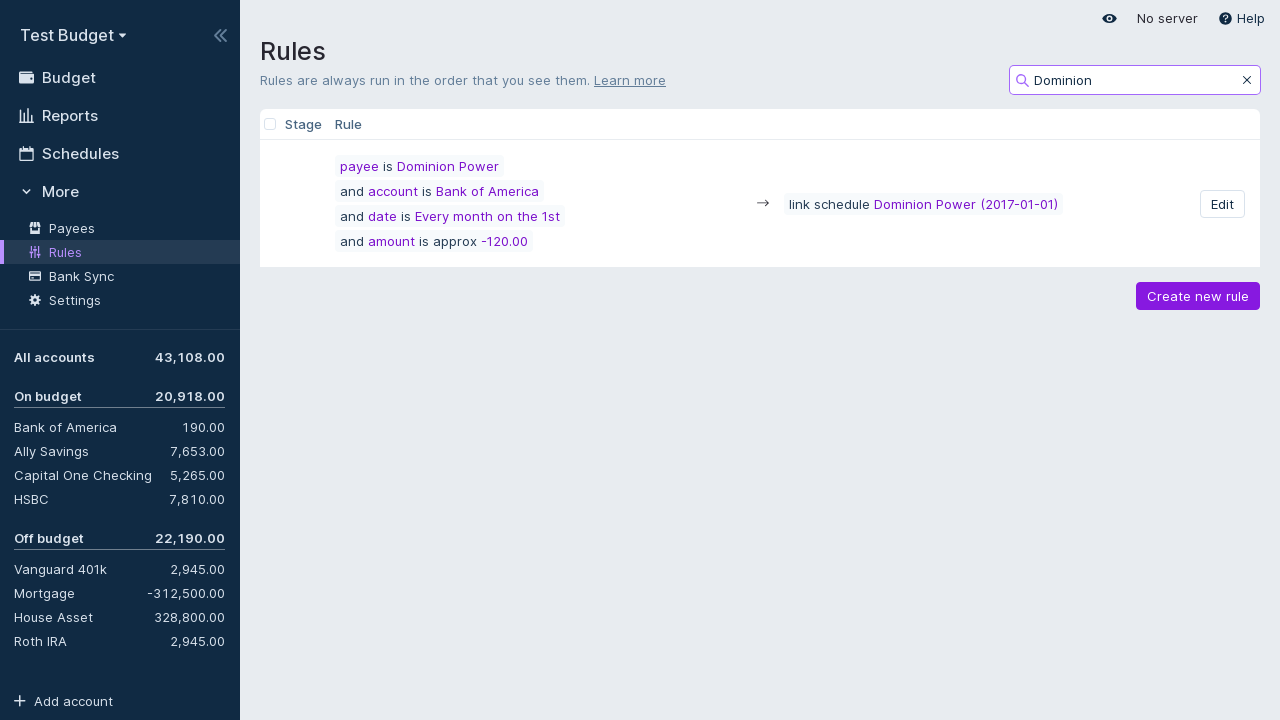 Test Budget
Budget
Reports
Schedules
More
Payees
Rules
Bank Sync
Settings
All accounts 43,108.00
On budget 20,918.00
Bank of America 190.00
Ally Savings 7,653.00
Capital One Checking 5,265.00
HSBC 7,810.00
Off budget 22,190.00
Vanguard 401k 2,945.00
Mortgage -312,500.00
House Asset 328,800.00
Roth IRA 2,945.00
Add account
No server Help
Rules
Rules are always run in the order that you see them. Learn more
Dominion
Stage Rule
payee is Dominion Power
and account is Bank of America
and date is Every month on the 1st
and amount is approx -120.00
link schedule Dominion Power (2017-01-01)
Edit
Create new rule